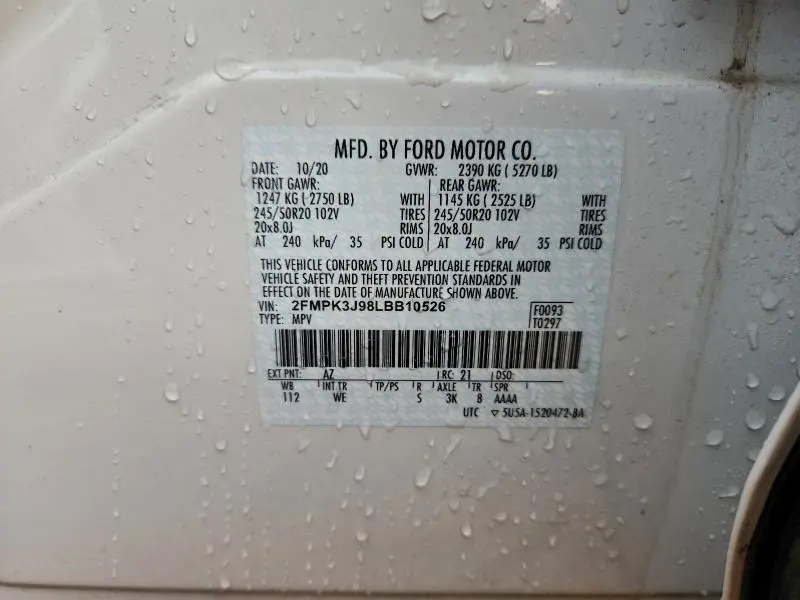 MFD. BY FORD MOTOR CO.
DATE: 10/20 GVWR: 2390 KG ( 5270 LB)
FRONT GAWR: REAR GAWR:
1247 KG ( 2750 LB) WITH 1145 KG ( 2525 LB) WITH
245/50R20 102V TIRES 245/50R20 102V TIRES
20x8.0J RIMS 20x8.0J RIMS
AT 240 kPa/ 35 PSI COLD AT 240 kPa/ 35 PSI COLD
THIS VEHICLE CONFORMS TO ALL APPLICABLE FEDERAL MOTOR
VEHICLE SAFETY AND THEFT PREVENTION STANDARDS IN
EFFECT ON THE DATE OF MANUFACTURE SHOWN ABOVE.
VIN: 2FMPK3J98LBB10526 F0093
TYPE: MPV T0297
EXT PNT: AZ RC: 21 DSO:
WB INT TR TP/PS R AXLE TR SPR
112 WE S 3K 8 AAAA
UTC ▽ 5U5A-1520472-BA